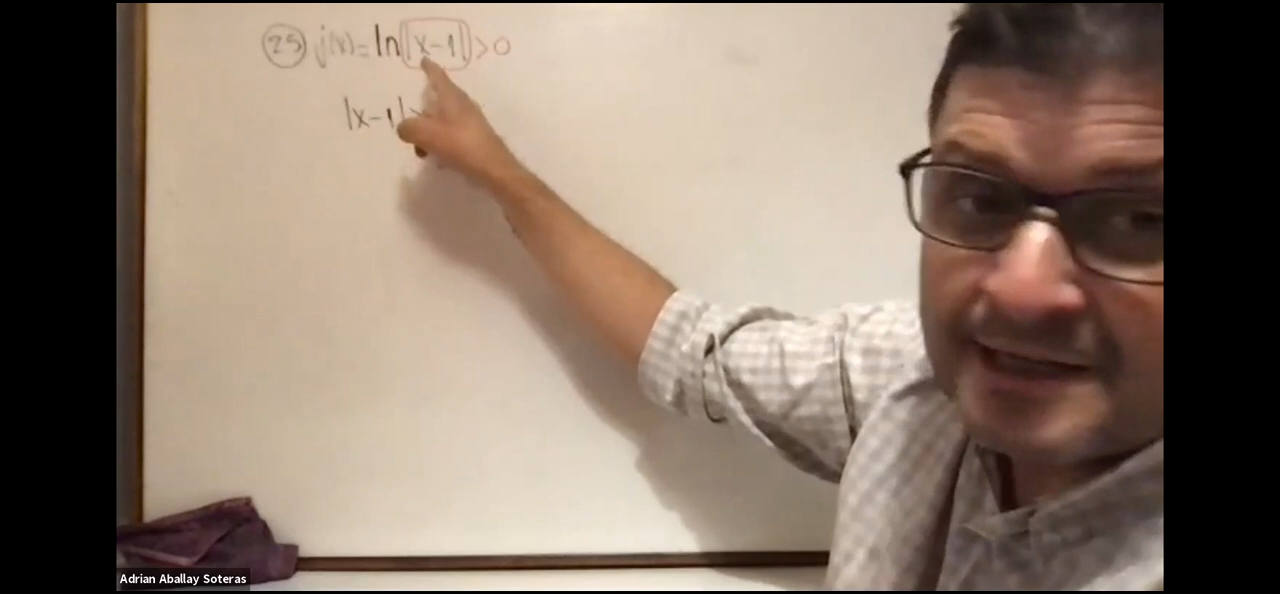 25 j(x) = ln|x-1| > 0
|x-1| >
Adrian Aballay Soteras